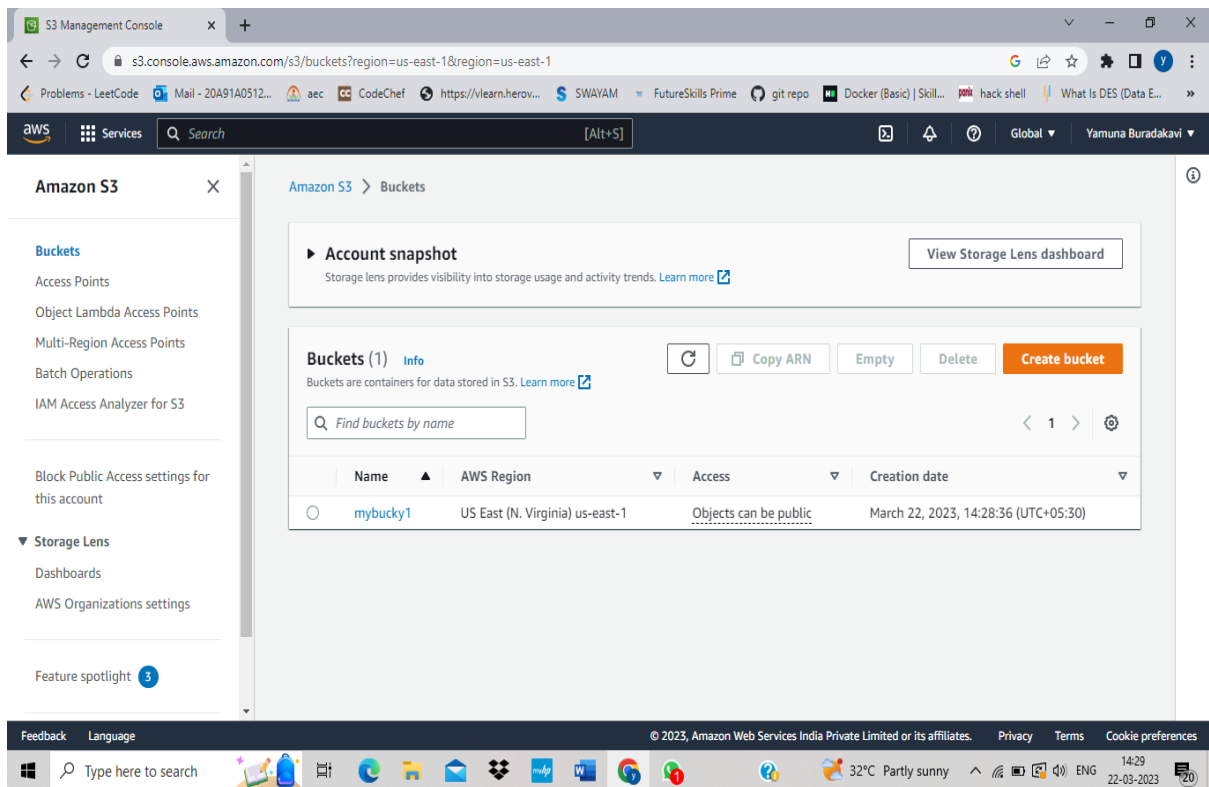 S3 Management Console
s3.console.aws.amazon.com/s3/buckets?region=us-east-1&region=us-east-1
G
y
Problems - LeetCode
Mail - 20A91A0512...
aec
CC CodeChef
https://vlearn.herov...
S SWAYAM
FutureSkills Prime
git repo
Docker (Basic) | Skill...
hack shell
What Is DES (Data E...
»
aws
Services
Search
[Alt+S]
Global
Yamuna Buradakavi
Amazon S3
Buckets
Access Points
Object Lambda Access Points
Multi-Region Access Points
Batch Operations
IAM Access Analyzer for S3
Block Public Access settings for
this account
Storage Lens
Dashboards
AWS Organizations settings
Feature spotlight 3
Amazon S3 > Buckets
Account snapshot
Storage lens provides visibility into storage usage and activity trends. Learn more
View Storage Lens dashboard
Buckets (1) Info
Buckets are containers for data stored in S3. Learn more
Copy ARN
Empty
Delete
Create bucket
Find buckets by name
< 1 >
Name AWS Region Access Creation date
mybucky1 US East (N. Virginia) us-east-1 Objects can be public March 22, 2023, 14:28:36 (UTC+05:30)
Feedback Language
© 2023, Amazon Web Services India Private Limited or its affiliates. Privacy Terms Cookie preferences
Type here to search
32°C Partly sunny
ENG
14:29
22-03-2023
20